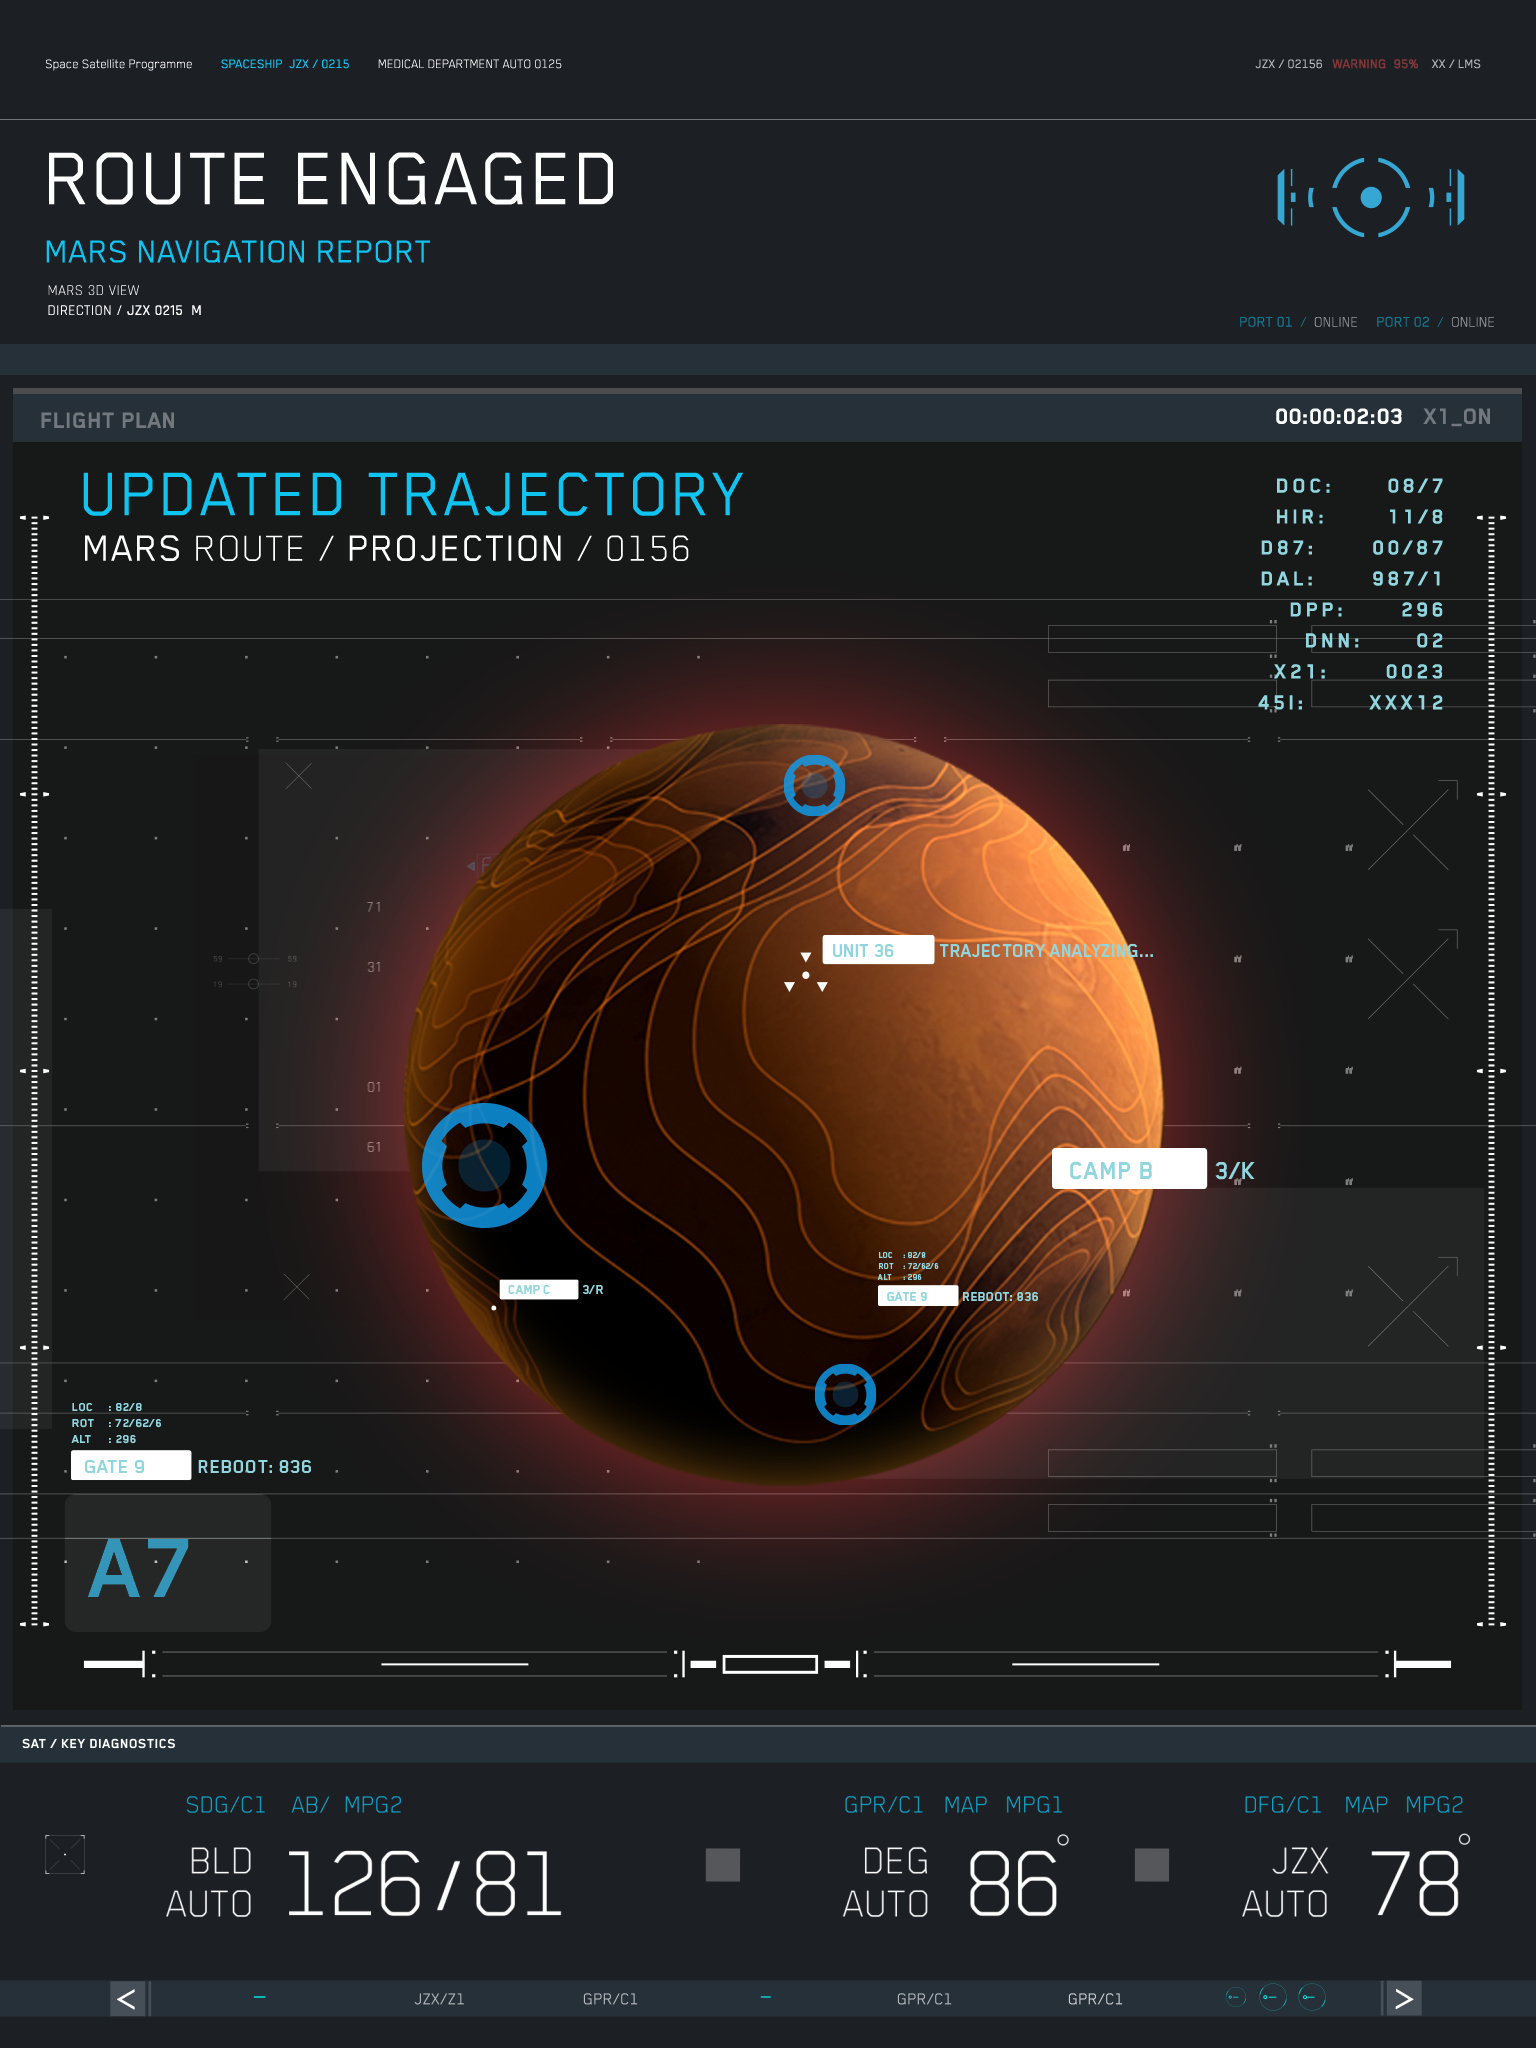 Space Satellite Programme SPACESHIP JZX / 0215 MEDICAL DEPARTMENT AUTO 0125 JZX / 02156 WARNING 95% XX / LMS
ROUTE ENGAGED
MARS NAVIGATION REPORT
MARS 3D VIEW
DIRECTION / JZX 0215 M
PORT 01 / ONLINE PORT 02 / ONLINE
FLIGHT PLAN 00:00:02:03 X1_ON
UPDATED TRAJECTORY
MARS ROUTE / PROJECTION / 0156
DOC: 08/7
HIR: 11/8
D87: 00/87
DAL: 987/1
DPP: 296
DNN: 02
X21: 0023
45I: XXX12
F
71
UNIT 36 TRAJECTORY ANALYZING...
59 59
31
19 19
01
61
CAMP B 3/K
LOC : 82/8
ROT : 72/62/6
ALT : 296
GATE 9 REBOOT: 836
CAMP C 3/R
LOC : 82/8
ROT : 72/62/6
ALT : 296
GATE 9 REBOOT: 836
A7
SAT / KEY DIAGNOSTICS
SDG/C1 AB/ MPG2
BLD AUTO 126/81
GPR/C1 MAP MPG1
DEG AUTO 86°
DFG/C1 MAP MPG2
JZX AUTO 78°
< JZX/Z1 GPR/C1 GPR/C1 GPR/C1 >